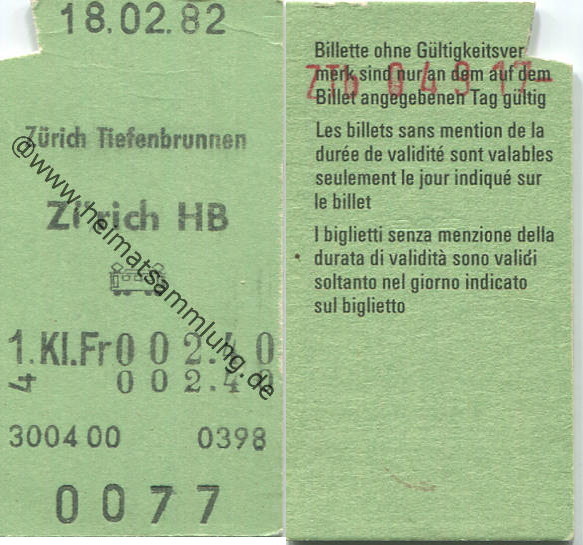 18.02.82
Zürich Tiefenbrunnen
Zürich HB
1.Kl.Fr 002.40
4 002.40
300400 0398
0077
@www.heimatsammlung.de
Billette ohne Gültigkeitsver
merk sind nur an dem auf dem
Billet angegebenen Tag gültig
Les billets sans mention de la
durée de validité sont valables
seulement le jour indiqué sur
le billet
I biglietti senza menzione della
durata di validità sono validi
soltanto nel giorno indicato
sul biglietto